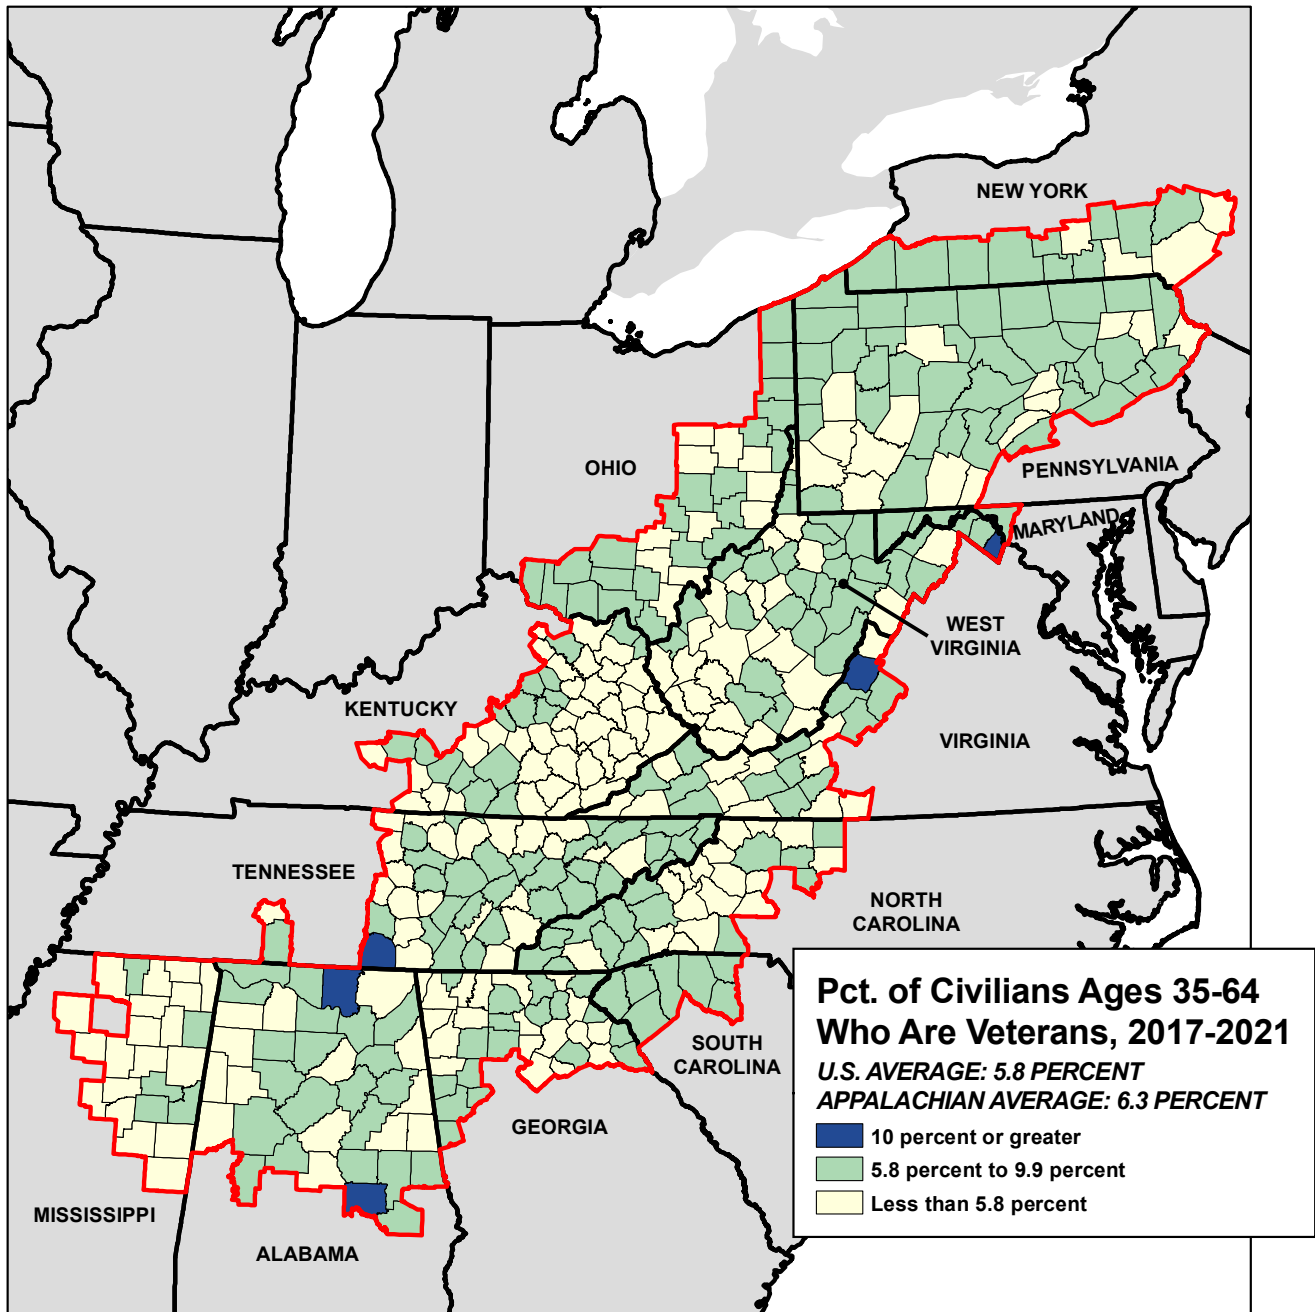 NEW YORK
OHIO
PENNSYLVANIA
MARYLAND
WEST
VIRGINIA
KENTUCKY
VIRGINIA
TENNESSEE
NORTH
CAROLINA
SOUTH
CAROLINA
GEORGIA
MISSISSIPPI
ALABAMA
Pct. of Civilians Ages 35-64
Who Are Veterans, 2017-2021
U.S. AVERAGE: 5.8 PERCENT
APPALACHIAN AVERAGE: 6.3 PERCENT
10 percent or greater
5.8 percent to 9.9 percent
Less than 5.8 percent